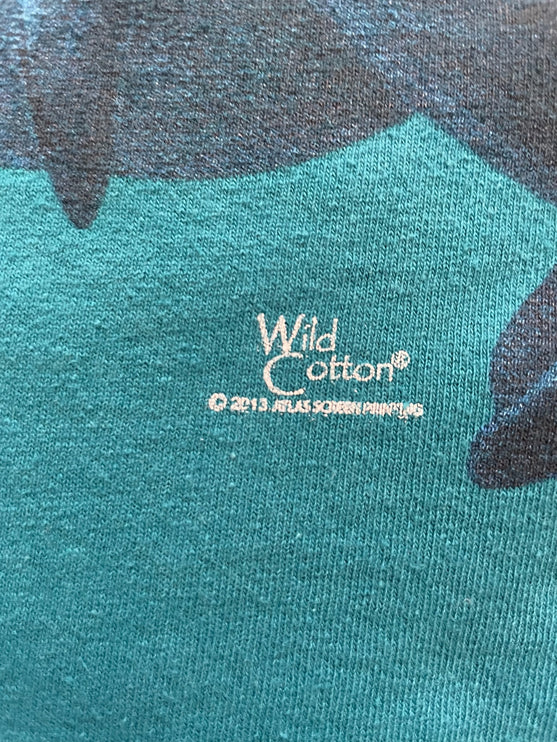 Wild
Cotton®
© 2013 ATLAS SCREEN PRINTING